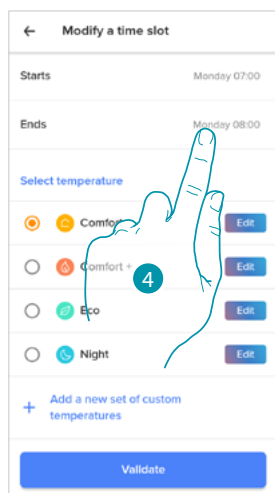 ← Modify a time slot
Starts Monday 07:00
Ends Monday 08:00
Select temperature
Comfort Edit
Comfort + Edit
4
Eco Edit
Night Edit
+ Add a new set of custom
temperatures
Validate